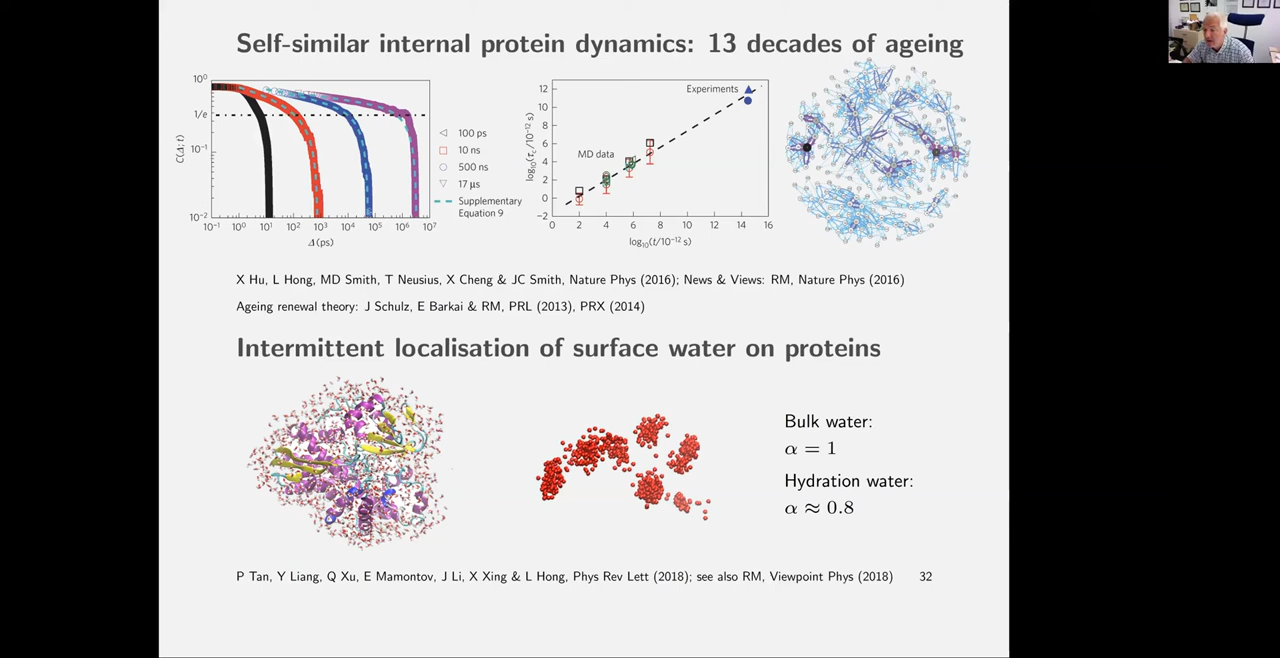 Self-similar internal protein dynamics: 13 decades of ageing
10⁰
1/e
10⁻¹
10⁻²
C(Δ; t)
10⁻¹ 10⁰ 10¹ 10² 10³ 10⁴ 10⁵ 10⁶ 10⁷
Δ(ps)
100 ps
10 ns
500 ns
17 μs
Supplementary
Equation 9
12
10
8
6
4
2
0
−2
log₁₀(τc/10⁻¹² s)
Experiments
MD data
0 2 4 6 8 10 12 14 16
log₁₀(t/10⁻¹² s)
X Hu, L Hong, MD Smith, T Neusius, X Cheng & JC Smith, Nature Phys (2016); News & Views: RM, Nature Phys (2016)
Ageing renewal theory: J Schulz, E Barkai & RM, PRL (2013), PRX (2014)
Intermittent localisation of surface water on proteins
Bulk water:
α = 1
Hydration water:
α ≈ 0.8
P Tan, Y Liang, Q Xu, E Mamontov, J Li, X Xing & L Hong, Phys Rev Lett (2018); see also RM, Viewpoint Phys (2018) 32